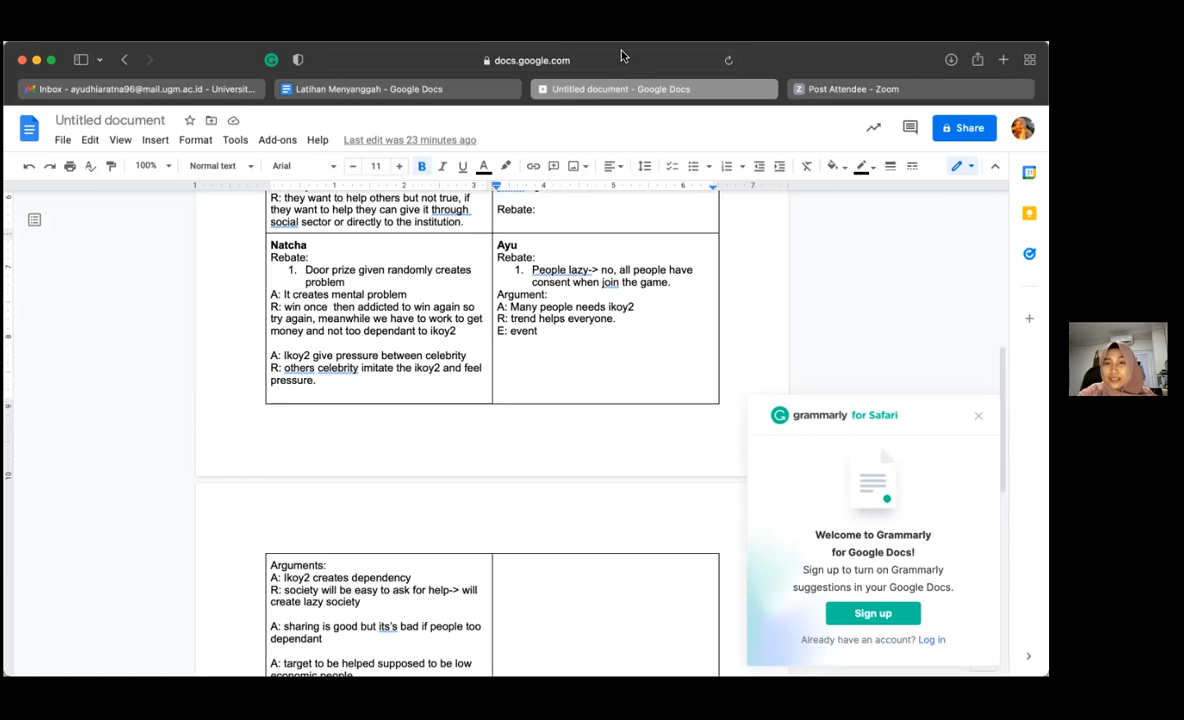 docs.google.com
Inbox - ayudhiaratna96@mail.ugm.ac.id - Universit...
Latihan Menyanggah - Google Docs
Untitled document - Google Docs
Post Attendee - Zoom
Untitled document
File Edit View Insert Format Tools Add-ons Help Last edit was 23 minutes ago
Share
100% Normal text Arial 11 B I U A
1 1 2 3 4 5 6 7
R: they want to help others but not true, if
they want to help they can give it through
social sector or directly to the institution.
Rebate:
Natcha
Rebate:
1. Door prize given randomly creates
problem
A: It creates mental problem
R: win once then addicted to win again so
try again, meanwhile we have to work to get
money and not too dependant to ikoy2
A: Ikoy2 give pressure between celebrity
R: others celebrity imitate the ikoy2 and feel
pressure.
Ayu
Rebate:
1. People lazy-> no, all people have
consent when join the game.
Argument:
A: Many people needs ikoy2
R: trend helps everyone.
E: event
Arguments:
A: Ikoy2 creates dependency
R: society will be easy to ask for help-> will
create lazy society
A: sharing is good but its's bad if people too
dependant
A: target to be helped supposed to be low
economic people
grammarly for Safari
Welcome to Grammarly
for Google Docs!
Sign up to turn on Grammarly
suggestions in your Google Docs.
Sign up
Already have an account? Log in